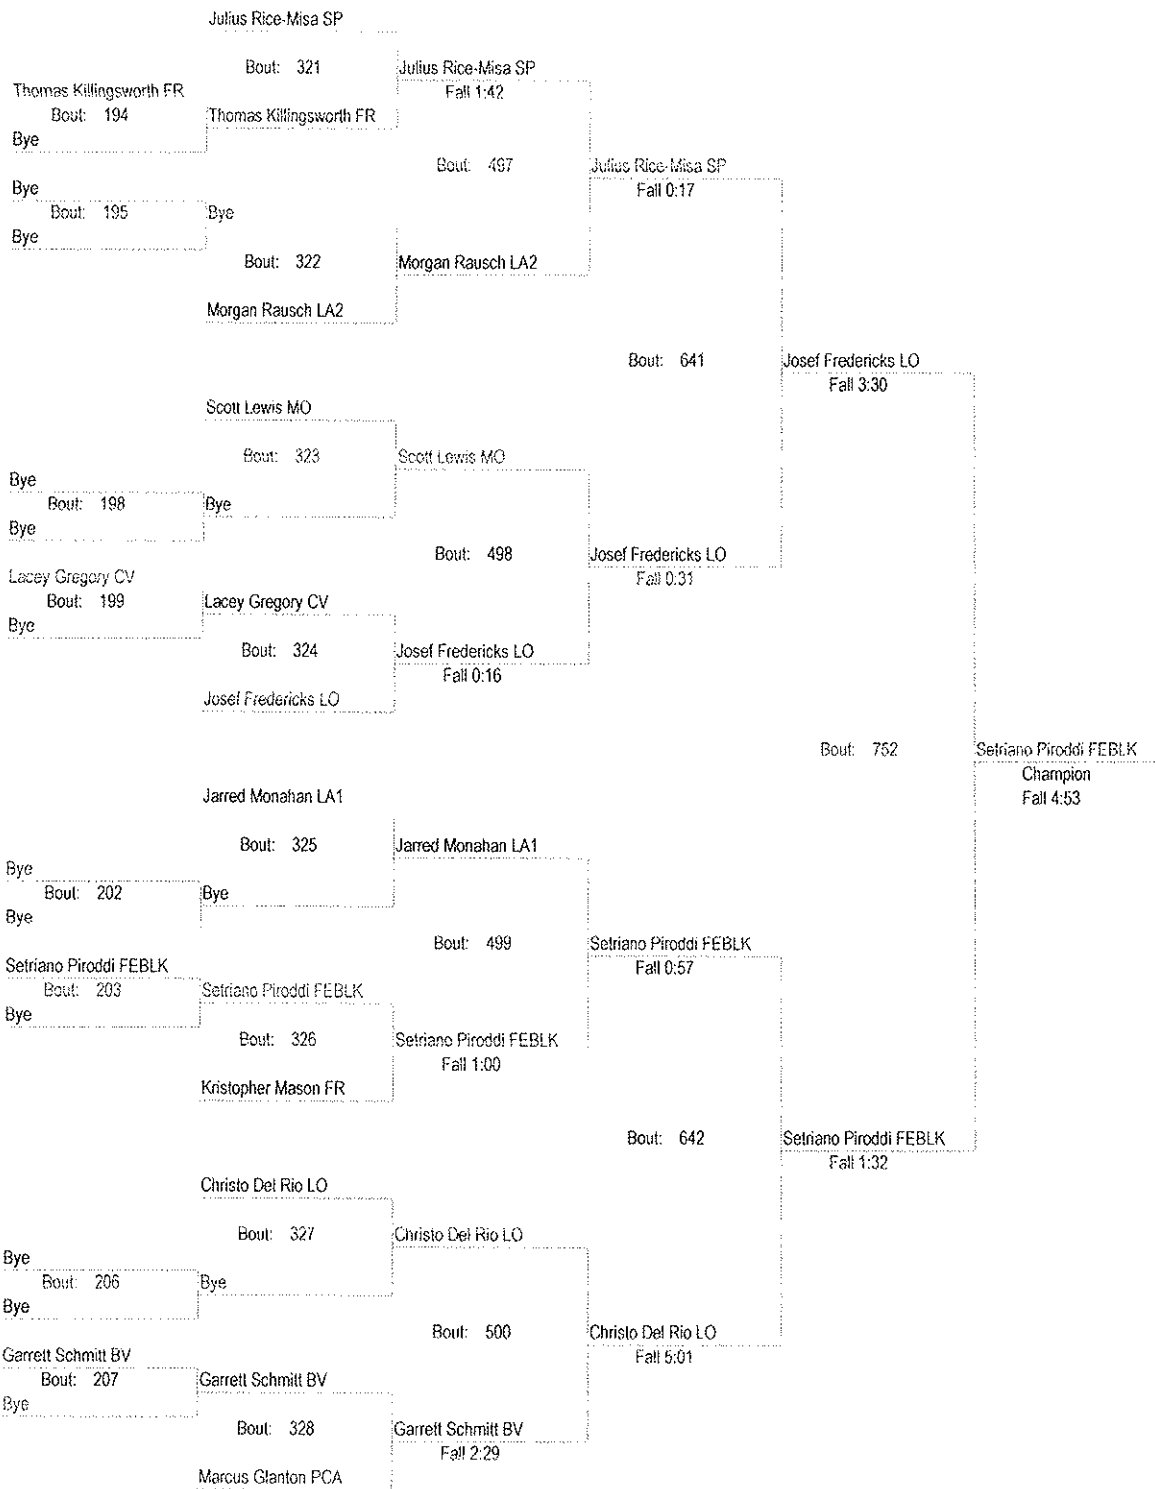 Julius Rice-Misa SP
Bout: 321
Julius Rice-Misa SP
Fall 1:42
Thomas Killingsworth FR
Bout: 194
Thomas Killingsworth FR
Bye
Bout: 497
Julius Rice-Misa SP
Fall 0:17
Bye
Bout: 195
Bye
Bye
Bout: 322
Morgan Rausch LA2
Morgan Rausch LA2
Bout: 641
Josef Fredericks LO
Fall 3:30
Scott Lewis MO
Bout: 323
Scott Lewis MO
Bye
Bout: 198
Bye
Bye
Bout: 498
Josef Fredericks LO
Fall 0:31
Lacey Gregory CV
Bout: 199
Lacey Gregory CV
Bye
Bout: 324
Josef Fredericks LO
Fall 0:16
Josef Fredericks LO
Bout: 752
Setriano Piroddi FEBLK
Champion
Fall 4:53
Jarred Monahan LA1
Bout: 325
Jarred Monahan LA1
Bye
Bout: 202
Bye
Bye
Bout: 499
Setriano Piroddi FEBLK
Fall 0:57
Setriano Piroddi FEBLK
Bout: 203
Setriano Piroddi FEBLK
Bye
Bout: 326
Setriano Piroddi FEBLK
Fall 1:00
Kristopher Mason FR
Bout: 642
Setriano Piroddi FEBLK
Fall 1:32
Christo Del Rio LO
Bout: 327
Christo Del Rio LO
Bye
Bout: 206
Bye
Bye
Bout: 500
Christo Del Rio LO
Fall 5:01
Garrett Schmitt BV
Bout: 207
Garrett Schmitt BV
Bye
Bout: 328
Garrett Schmitt BV
Fall 2:29
Marcus Glanton PCA